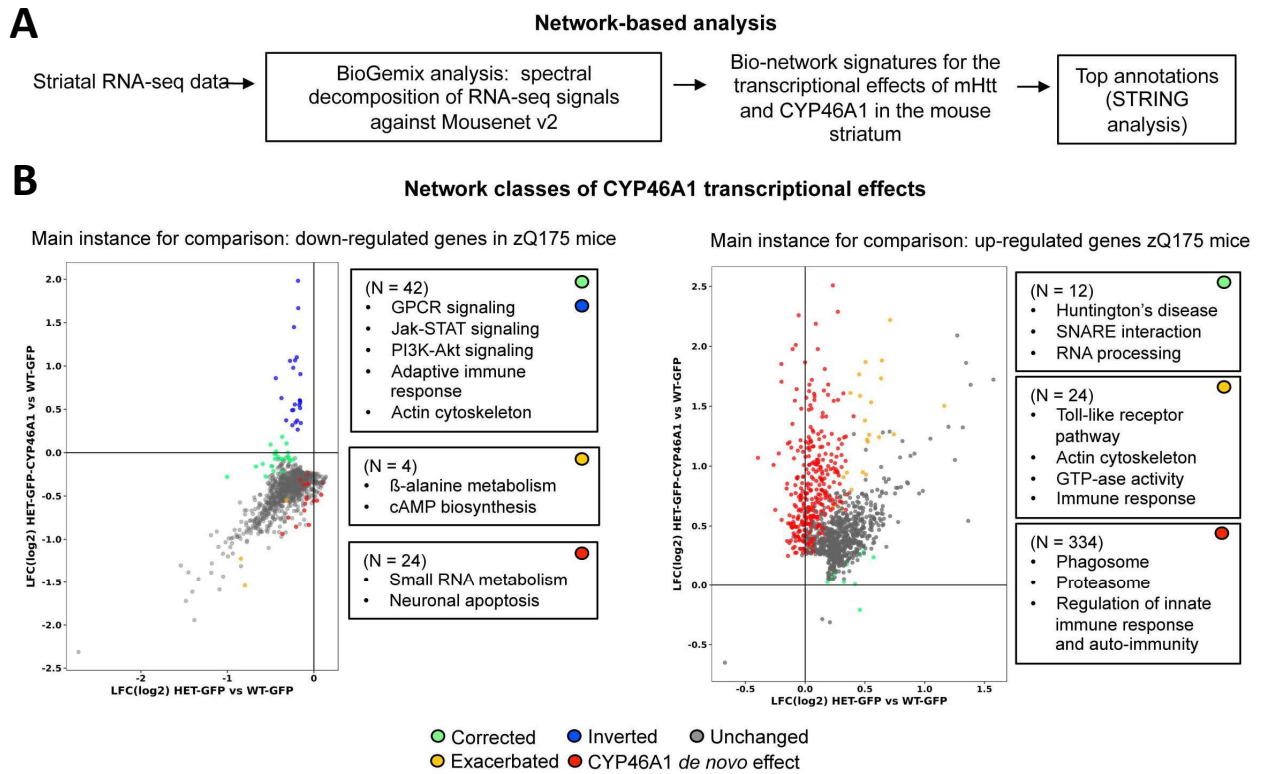 A
Network-based analysis
Striatal RNA-seq data
BioGemix analysis: spectral
decomposition of RNA-seq signals
against Mousenet v2
Bio-network signatures for the
transcriptional effects of mHtt
and CYP46A1 in the mouse
striatum
Top annotations
(STRING
analysis)
B
Network classes of CYP46A1 transcriptional effects
Main instance for comparison: down-regulated genes in zQ175 mice
LFC(log2) HET-GFP-CYP46A1 vs WT-GFP
2.0
1.5
1.0
0.5
0.0
-0.5
-1.0
-1.5
-2.0
-2.5
-2
-1
0
LFC(log2) HET-GFP vs WT-GFP
(N = 42)
• GPCR signaling
• Jak-STAT signaling
• PI3K-Akt signaling
• Adaptive immune
response
• Actin cytoskeleton
(N = 4)
• ß-alanine metabolism
• cAMP biosynthesis
(N = 24)
• Small RNA metabolism
• Neuronal apoptosis
Main instance for comparison: up-regulated genes zQ175 mice
LFC(log2) HET-GFP-CYP46A1 vs WT-GFP
2.5
2.0
1.5
1.0
0.5
0.0
-0.5
-0.5
0.0
0.5
1.0
1.5
LFC(log2) HET-GFP vs WT-GFP
(N = 12)
• Huntington's disease
• SNARE interaction
• RNA processing
(N = 24)
• Toll-like receptor
pathway
• Actin cytoskeleton
• GTP-ase activity
• Immune response
(N = 334)
• Phagosome
• Proteasome
• Regulation of innate
immune response
and auto-immunity
Corrected
Inverted
Unchanged
Exacerbated
CYP46A1 de novo effect